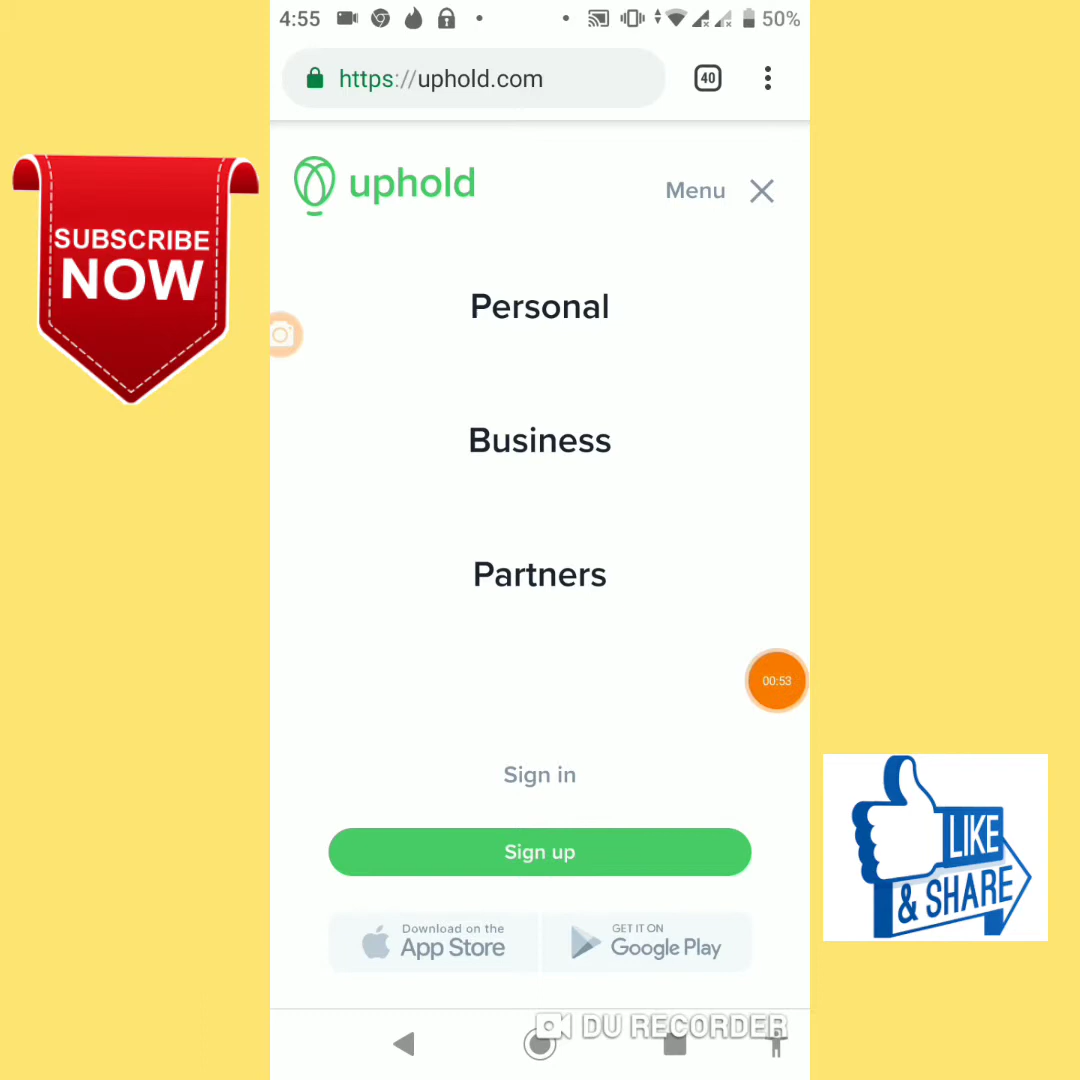 4:55
50%
https://uphold.com
40
uphold
Menu
SUBSCRIBE
NOW
Personal
Business
Partners
00:53
Sign in
Sign up
LIKE
& SHARE
Download on the
App Store
GET IT ON
Google Play
DU RECORDER